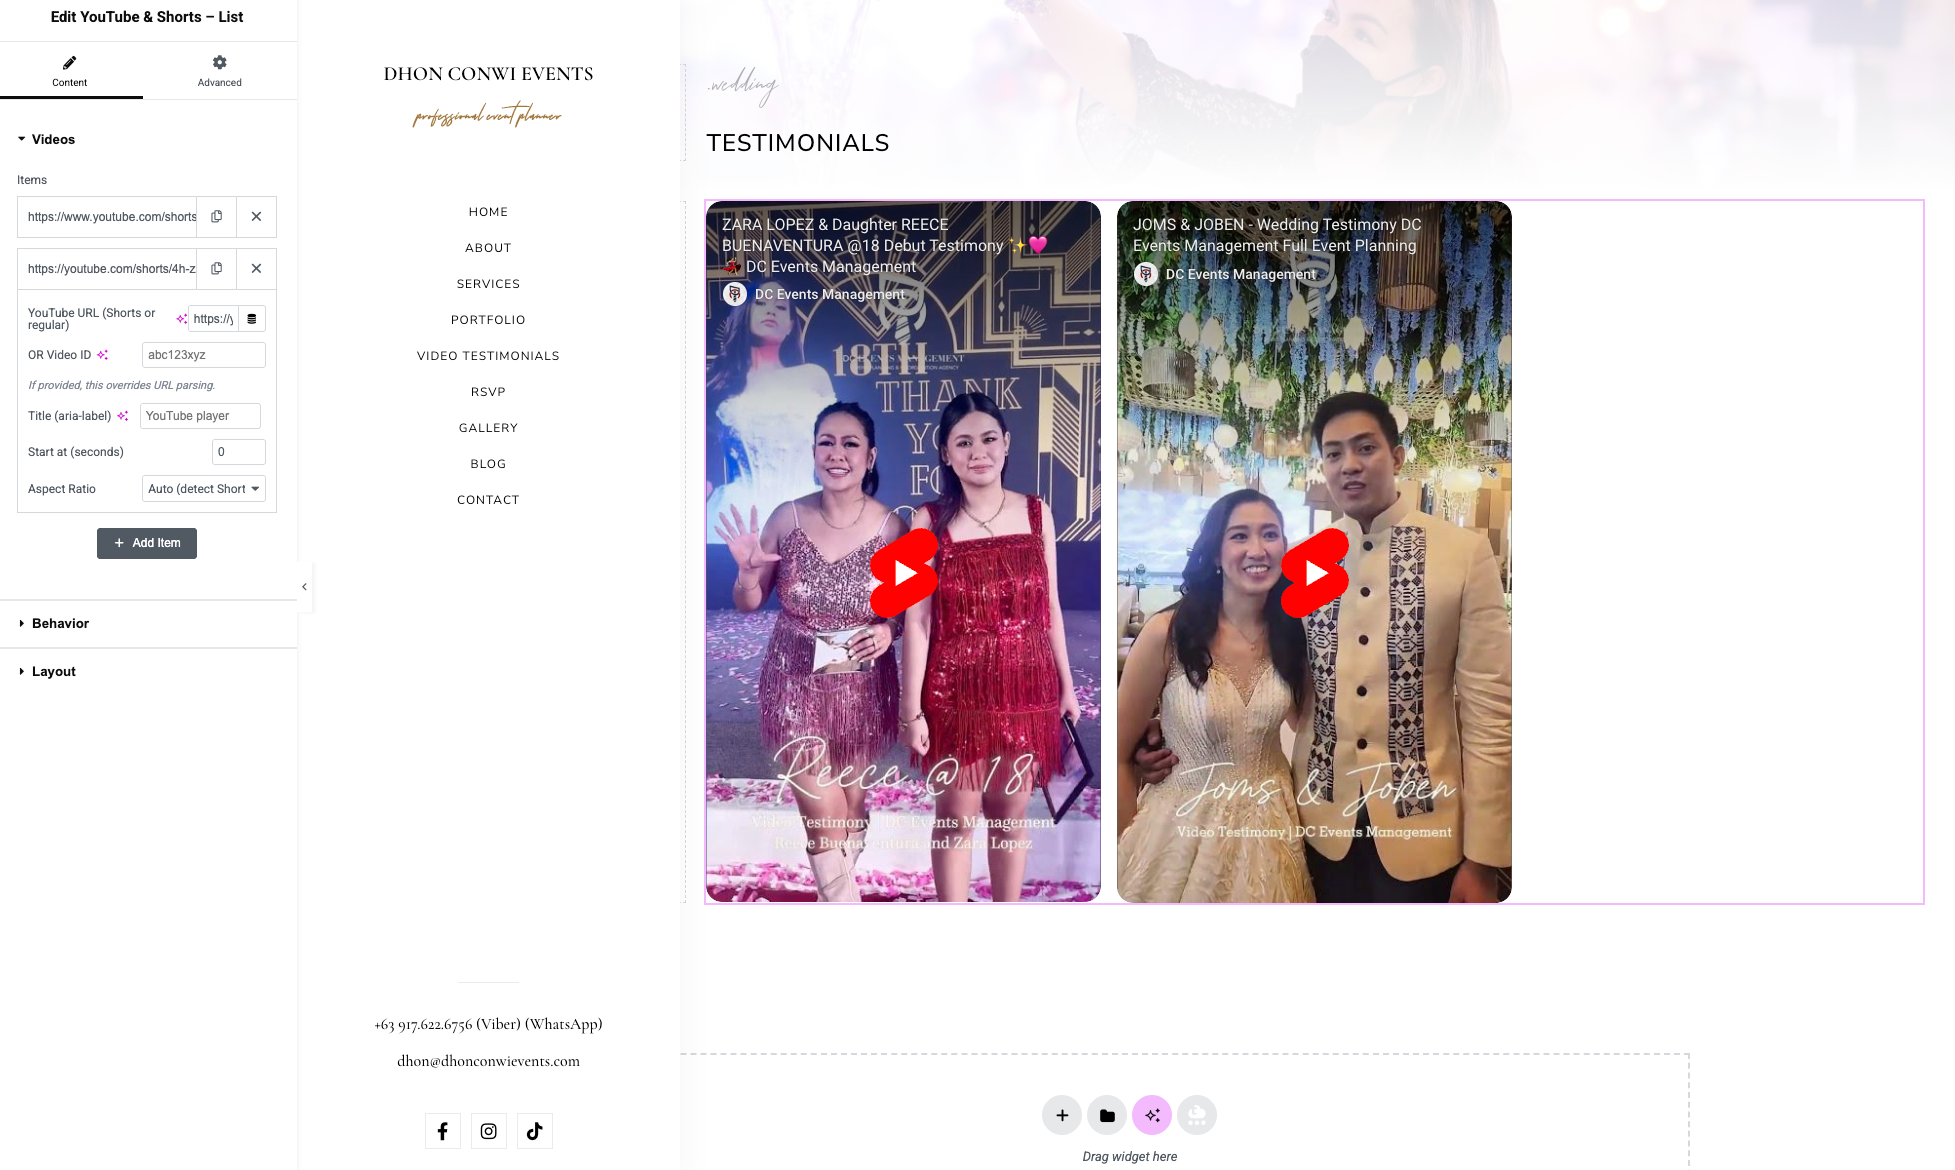 Edit YouTube & Shorts – List
Content
Advanced
Videos
Items
https://www.youtube.com/shorts
https://youtube.com/shorts/4h-z
YouTube URL (Shorts or
regular)
https://y
OR Video ID
abc123xyz
If provided, this overrides URL parsing.
Title (aria-label)
YouTube player
Start at (seconds)
0
Aspect Ratio
Auto (detect Short
+ Add Item
Behavior
Layout
DHON CONWI EVENTS
professional event planner
HOME
ABOUT
SERVICES
PORTFOLIO
VIDEO TESTIMONIALS
RSVP
GALLERY
BLOG
CONTACT
+63 917.622.6756 (Viber) (WhatsApp)
dhon@dhonconwievents.com
.wedding
TESTIMONIALS
ZARA LOPEZ & Daughter REECE
BUENAVENTURA @18 Debut Testimony ✨💖
💃 DC Events Management
DC Events Management
DC EVENTS MANAGEMENT
18TH
THANK
YO
FO
Reece @ 18
Video Testimony | DC Events Management
Reece Buenaventura and Zara Lopez
JOMS & JOBEN - Wedding Testimony DC
Events Management Full Event Planning
DC Events Management
Joms & Joben
Video Testimony | DC Events Management
Drag widget here